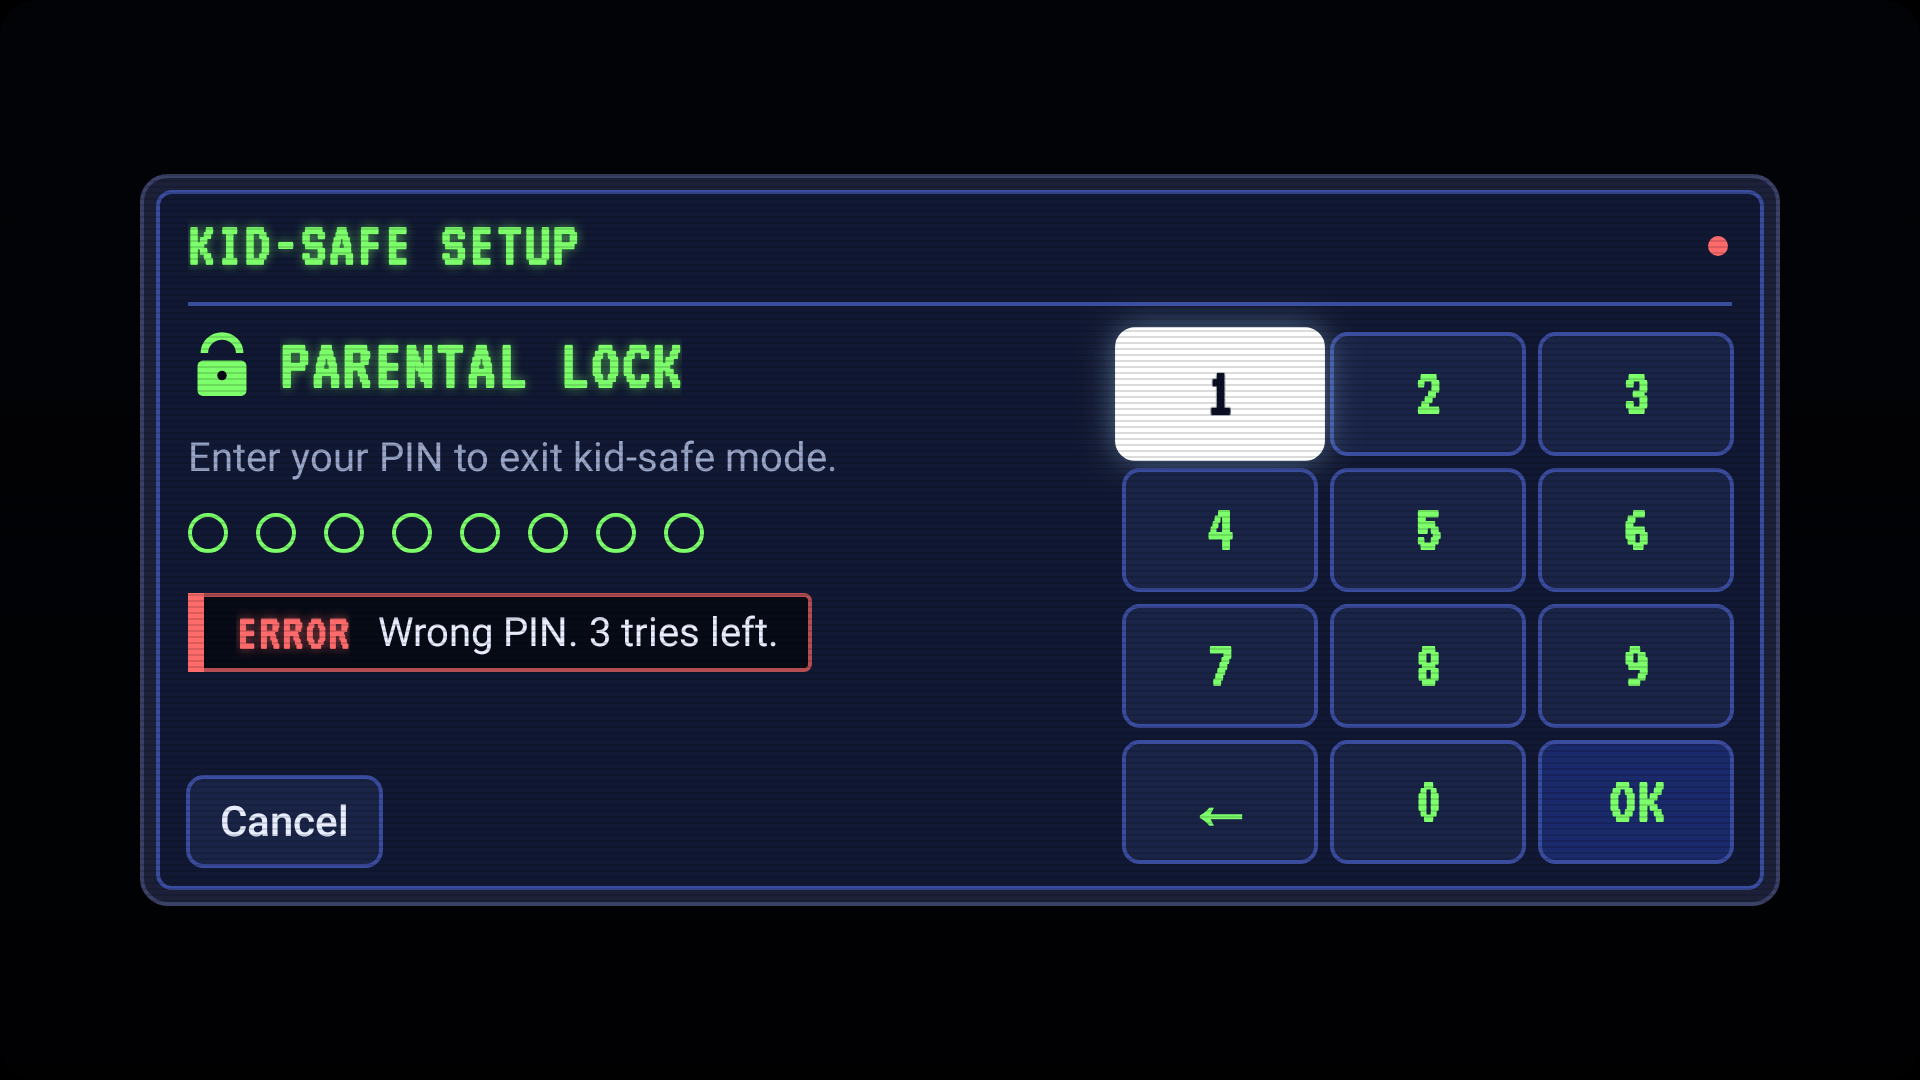 KID-SAFE SETUP
PARENTAL LOCK
Enter your PIN to exit kid-safe mode.
ERROR Wrong PIN. 3 tries left.
Cancel
1 2 3
4 5 6
7 8 9
← 0 OK